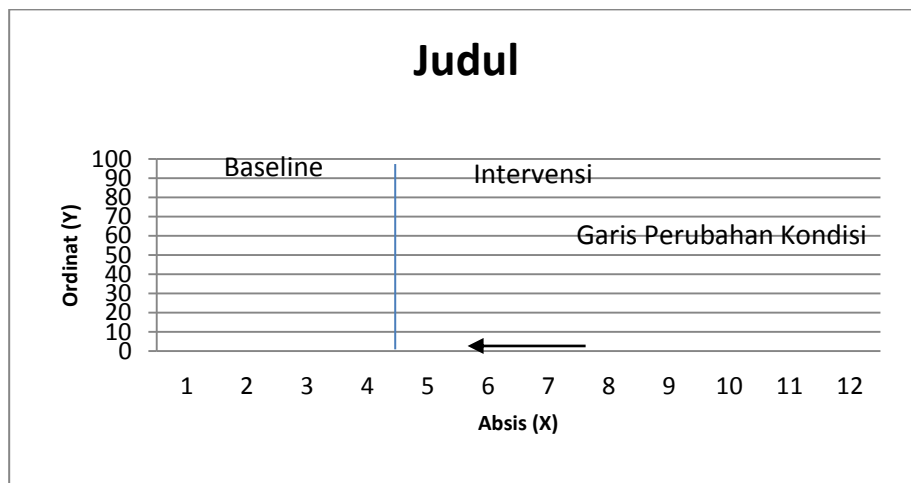 Judul
100
90
80
70
60
50
40
30
20
10
0
Ordinat (Y)
Baseline
Intervensi
Garis Perubahan Kondisi
1 2 3 4 5 6 7 8 9 10 11 12
Absis (X)